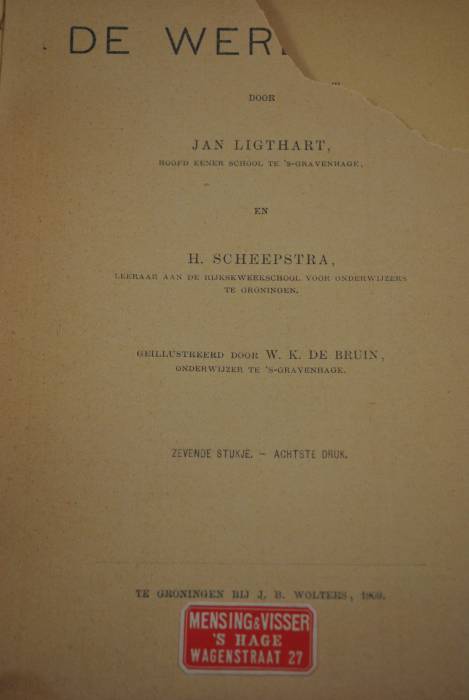 DE WER
DOOR
JAN LIGTHART,
HOOFD EENER SCHOOL TE 'S-GRAVENHAGE,
EN
H. SCHEEPSTRA,
LEERAAR AAN DE RIJKSKWEEKSCHOOL VOOR ONDERWIJZERS
TE GRONINGEN.
GEILLUSTREERD DOOR W. K. DE BRUIN,
ONDERWIJZER TE 'S-GRAVENHAGE.
ZEVENDE STUKJE. — ACHTSTE DRUK.
TE GRONINGEN BIJ J. B. WOLTERS, 1909.
MENSING & VISSER
'S HAGE
WAGENSTRAAT 27